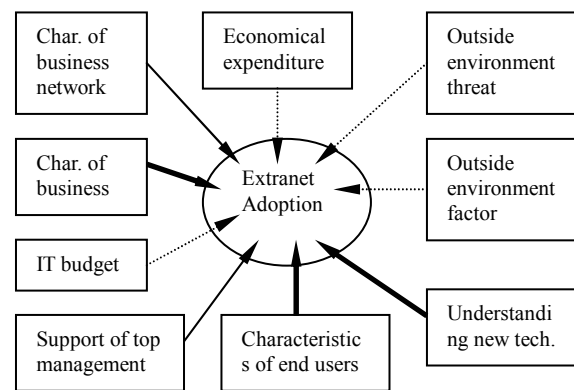 Char. of
business
network
Economical
expenditure
Outside
environment
threat
Char. of
business
Extranet
Adoption
Outside
environment
factor
IT budget
Support of top
management
Characteristic
s of end users
Understandi
ng new tech.